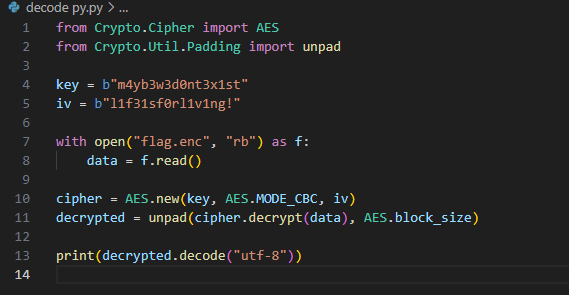 decode py.py > ...
1 from Crypto.Cipher import AES
2 from Crypto.Util.Padding import unpad
3
4 key = b"m4yb3w3d0nt3x1st"
5 iv = b"l1f31sf0rl1v1ng!"
6
7 with open("flag.enc", "rb") as f:
8     data = f.read()
9
10 cipher = AES.new(key, AES.MODE_CBC, iv)
11 decrypted = unpad(cipher.decrypt(data), AES.block_size)
12
13 print(decrypted.decode("utf-8"))
14